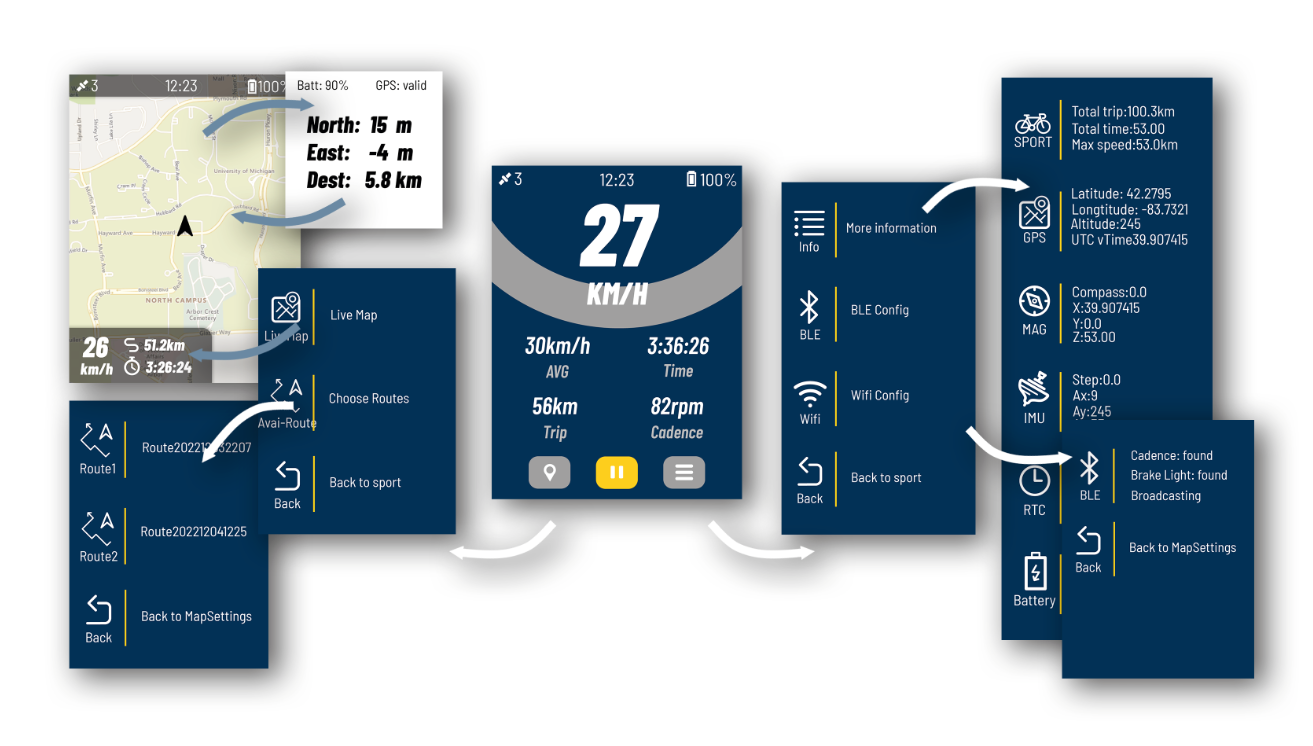 3 12:23 100%
University of Michigan
Hubbard Rd
Hayward Ave
Hayward
NORTH CAMPUS
Arbor Crest
Cemetery
26
km/h
51.2km
3:26:24
Batt: 90% GPS: valid
North: 15 m
East: -4 m
Dest: 5.8 km
Live Map
Live Map
Avai-Route
Choose Routes
Back
Back to sport
Route1
Route2
Route202212041225
Back
Back to MapSettings
3 12:23 100%
27
KM/H
30km/h 3:36:26
AVG Time
56km 82rpm
Trip Cadence
Info
More information
BLE
BLE Config
Wifi
Wifi Config
Back
Back to sport
SPORT
Total trip:100.3km
Total time:53.00
Max speed:53.0km
GPS
Latitude: 42.2795
Longtitude: -83.7321
Altitude:245
UTC vTime39.907415
MAG
Compass:0.0
X:39.907415
Y:0.0
Z:53.00
IMU
Step:0.0
Ax:9
Ay:245
RTC
Battery
BLE
Cadence: found
Brake Light: found
Broadcasting
Back
Back to MapSettings